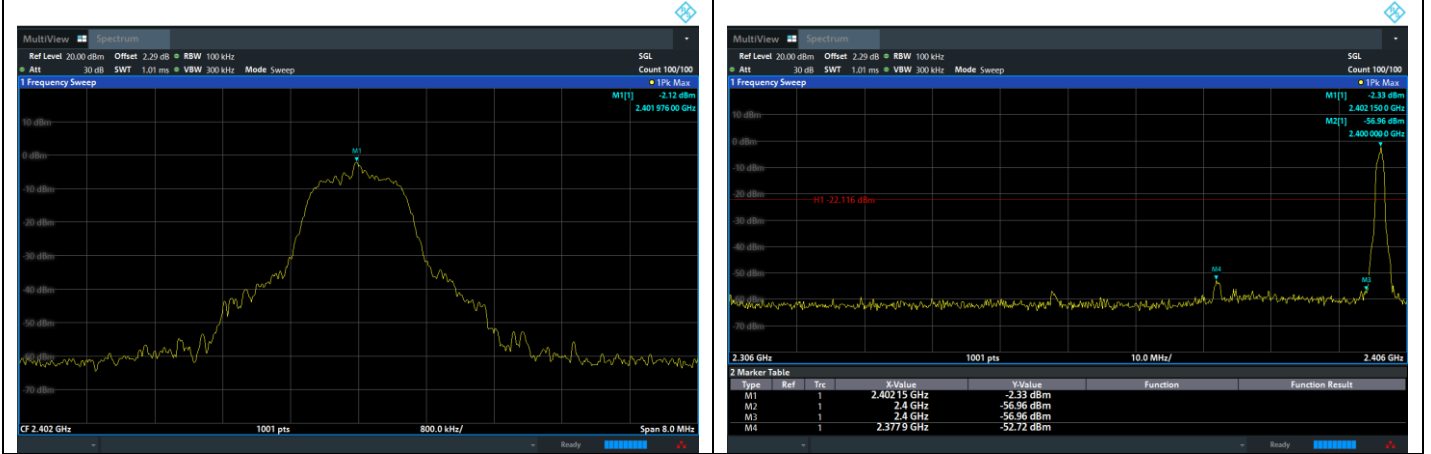 MultiView Spectrum
Ref Level 20.00 dBm Offset 2.29 dB RBW 100 kHz SGL
Att 30 dB SWT 1.01 ms VBW 300 kHz Mode Sweep Count 100/100
1 Frequency Sweep 1Pk Max
M1[1] -2.12 dBm
2.401 976 00 GHz
10 dBm
M1
0 dBm
-10 dBm
-20 dBm
-30 dBm
-40 dBm
-50 dBm
-60 dBm
-70 dBm
CF 2.402 GHz 1001 pts 800.0 kHz/ Span 8.0 MHz
Ready
MultiView Spectrum
Ref Level 20.00 dBm Offset 2.29 dB RBW 100 kHz SGL
Att 30 dB SWT 1.01 ms VBW 300 kHz Mode Sweep Count 100/100
1 Frequency Sweep 1Pk Max
M1[1] -2.33 dBm
2.402 150 0 GHz
10 dBm
M2[1] -56.96 dBm
2.400 000 0 GHz
0 dBm
-10 dBm
-20 dBm
H1 -22.116 dBm
-30 dBm
-40 dBm
-50 dBm
M4
M3
-60 dBm
-70 dBm
2.306 GHz 1001 pts 10.0 MHz/ 2.406 GHz
2 Marker Table
Type Ref Trc X-Value Y-Value Function Function Result
M1 1 2.402 15 GHz -2.33 dBm
M2 1 2.4 GHz -56.96 dBm
M3 1 2.4 GHz -56.96 dBm
M4 1 2.377 9 GHz -52.72 dBm
Ready